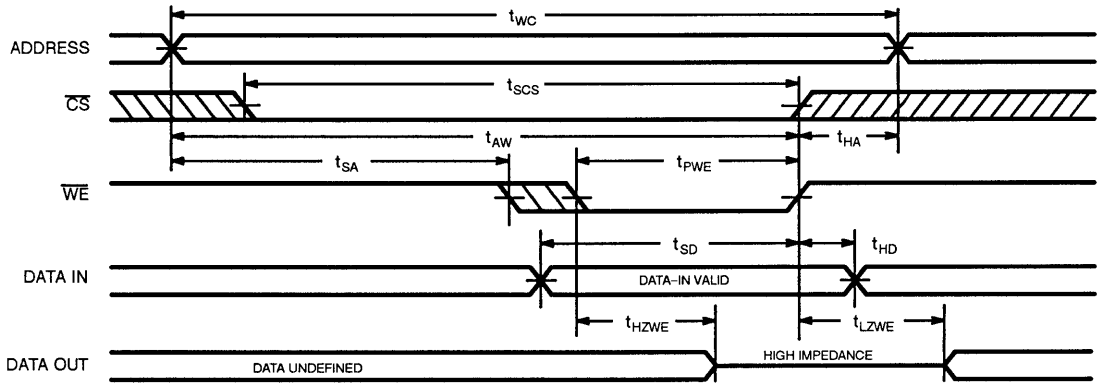 tWC
ADDRESS
tSCS
CS
tAW
tHA
tSA
tPWE
WE
tSD
tHD
DATA IN
DATA–IN VALID
tHZWE
tLZWE
DATA OUT
DATA UNDEFINED
HIGH IMPEDANCE